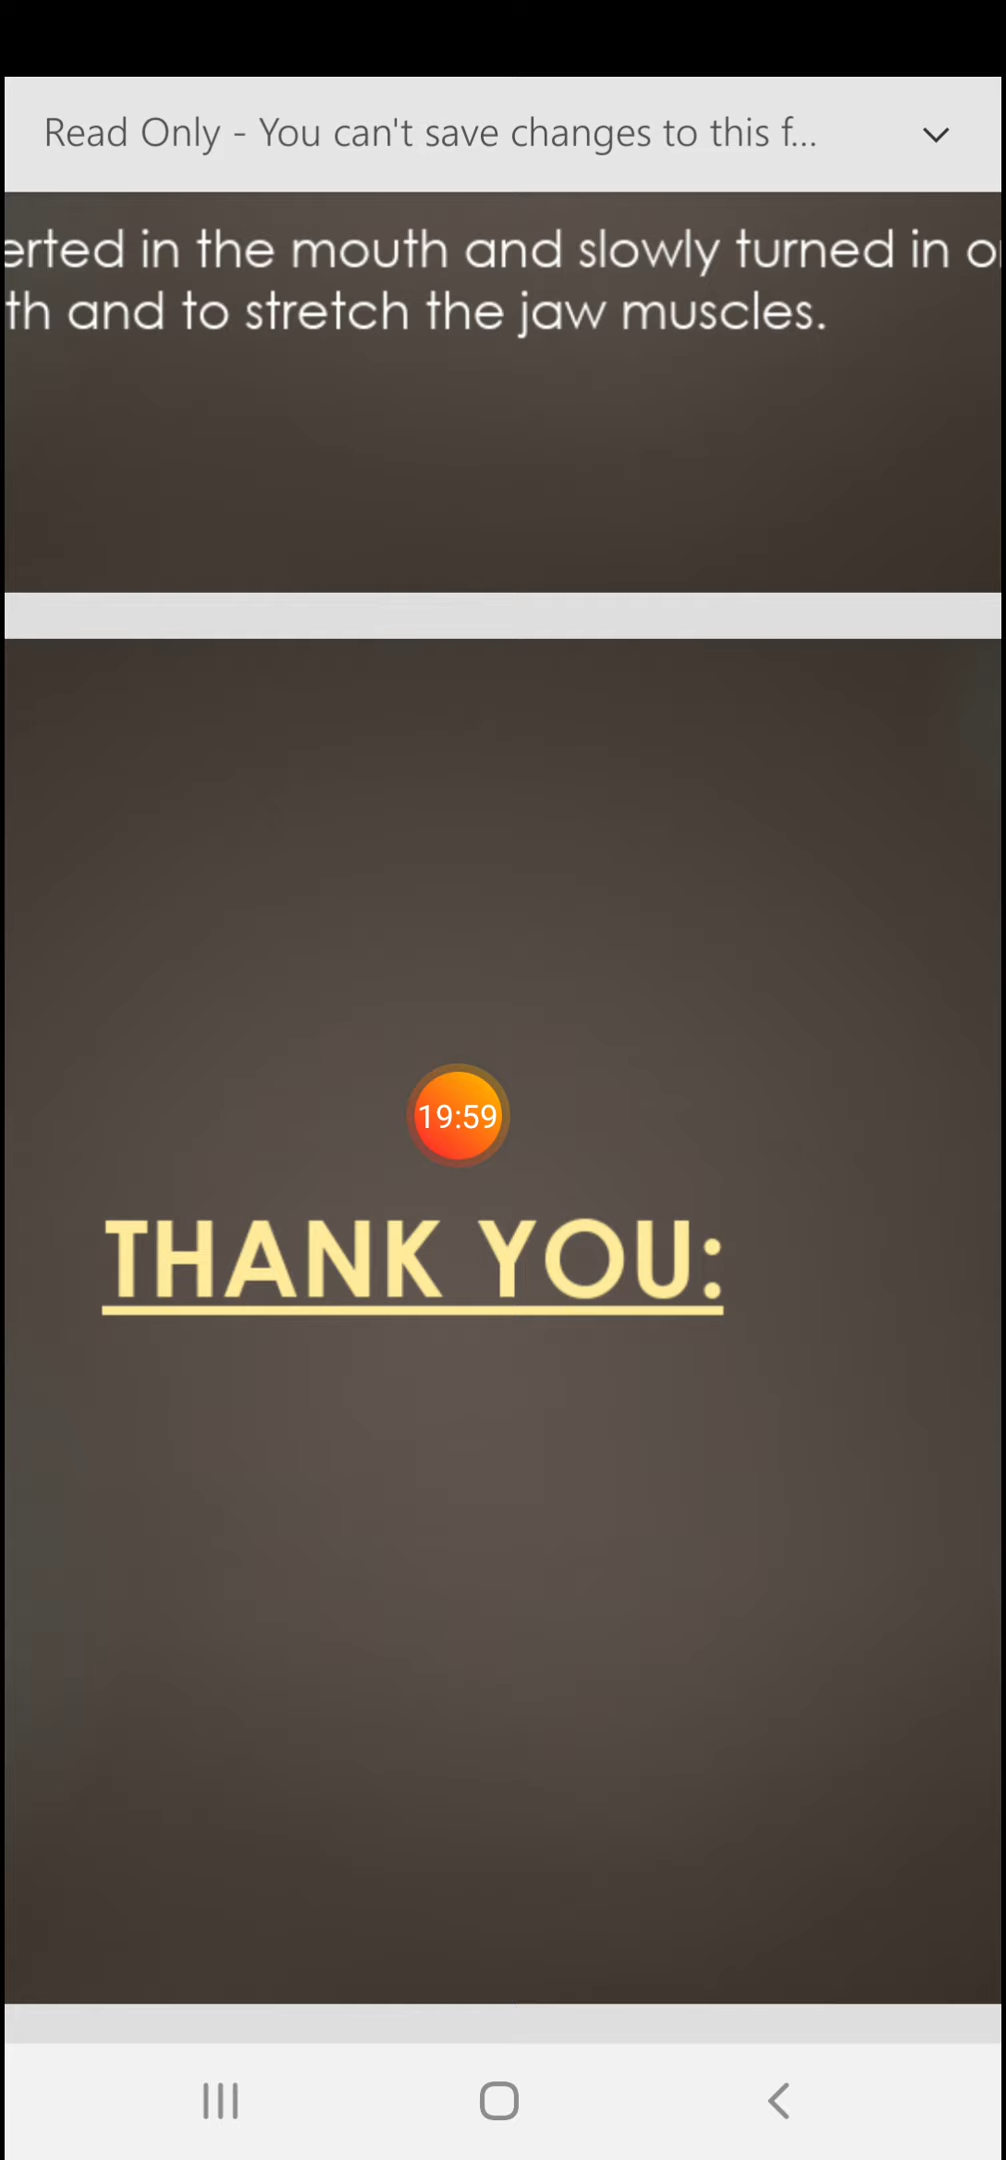 Read Only - You can't save changes to this f...
erted in the mouth and slowly turned in o
th and to stretch the jaw muscles.
19:59
THANK YOU: